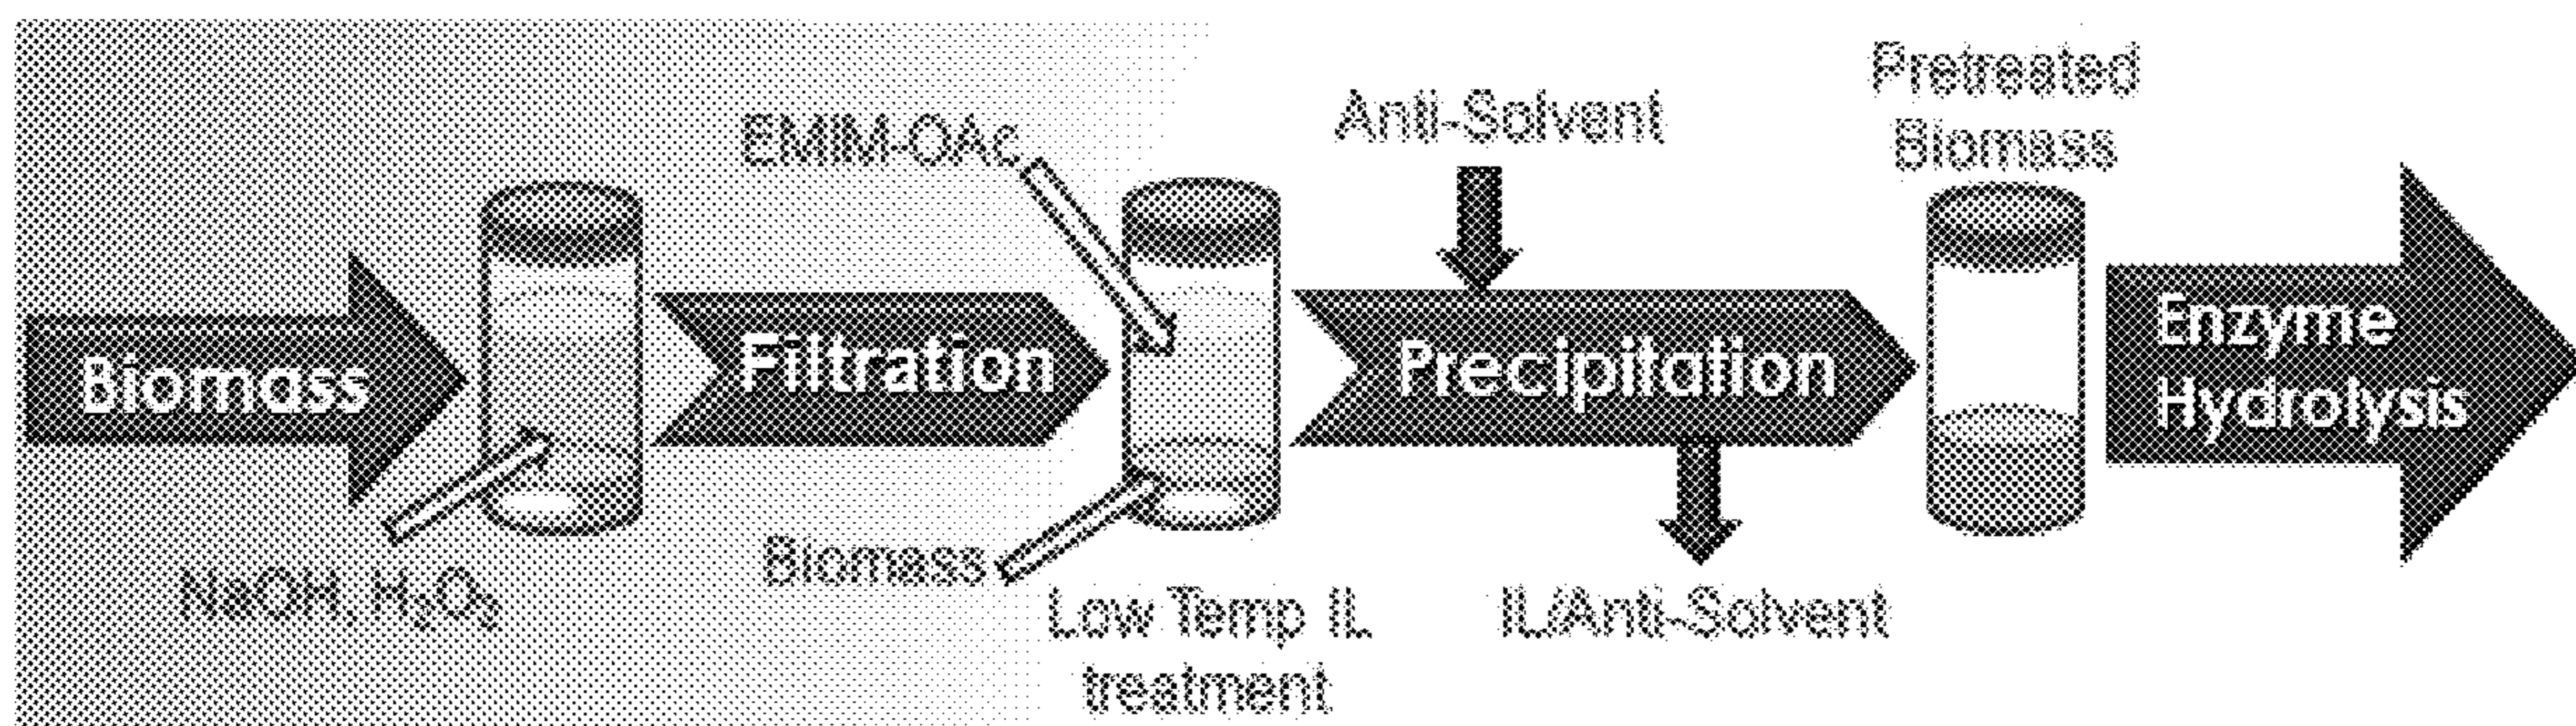 Biomass
NaOH, H₂O₂
Filtration
EMIM-OAc
Biomass
Low Temp IL
treatment
Anti-Solvent
Precipitation
IL/Anti-Solvent
Pretreated
Biomass
Enzyme
Hydrolysis